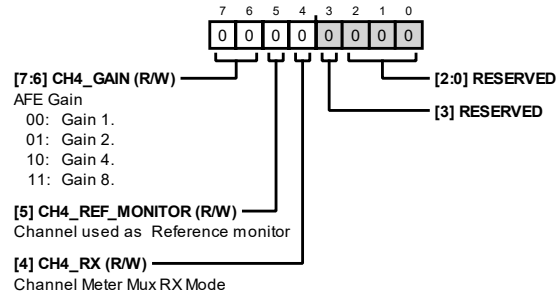 7 6 5 4 3 2 1 0
0 0 0 0 0 0 0 0
[7:6] CH4_GAIN (R/W)
[2:0] RESERVED
AFE Gain
[3] RESERVED
00: Gain 1.
01: Gain 2.
10: Gain 4.
11: Gain 8.
[5] CH4_REF_MONITOR (R/W)
Channel used as Reference monitor
[4] CH4_RX (R/W)
Channel Meter Mux RX Mode